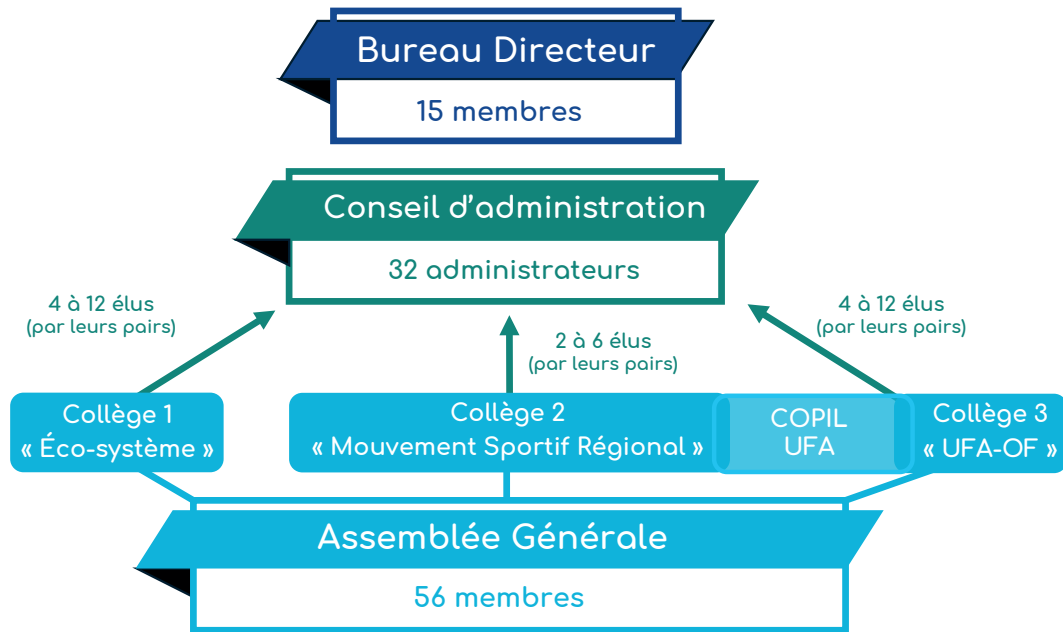 Bureau Directeur
15 membres
Conseil d'administration
32 administrateurs
4 à 12 élus
(par leurs pairs)
2 à 6 élus
(par leurs pairs)
4 à 12 élus
(par leurs pairs)
Collège 1
« Éco-système »
Collège 2
« Mouvement Sportif Régional »
COPIL
UFA
Collège 3
« UFA-OF »
Assemblée Générale
56 membres